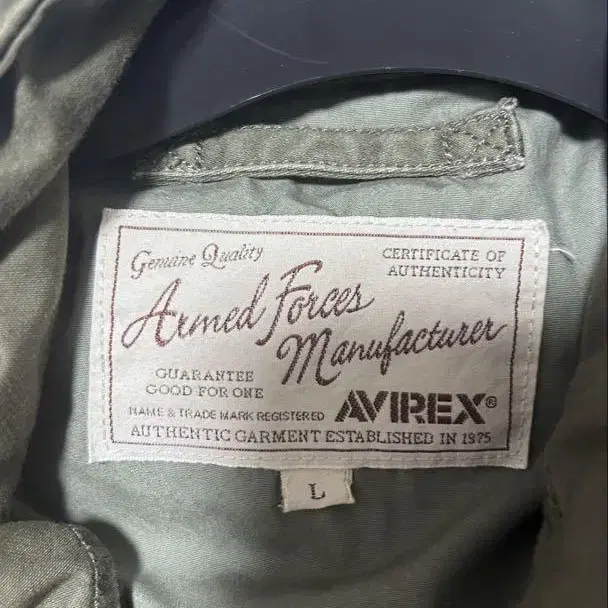 Genuine Quality
CERTIFICATE OF
AUTHENTICITY
Armed Forces
Manufacturer
GUARANTEE
GOOD FOR ONE
NAME & TRADE MARK REGISTERED
AVIREX®
AUTHENTIC GARMENT ESTABLISHED IN 1975
L